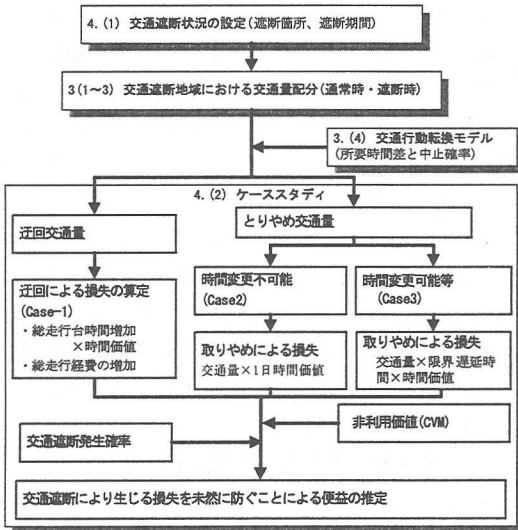 4.(1) 交通遮断状況の設定(遮断箇所、遮断期間)
3(1~3) 交通遮断地域における交通量配分(通常時・遮断時)
3.(4) 交通行動転換モデル
(所要時間差と中止確率)
4.(2) ケーススタディ
迂回交通量
とりやめ交通量
迂回による損失の算定
(Case-1)
・総走行台時間増加
×時間価値
・総走行経費の増加
時間変更不可能
(Case2)
時間変更可能等
(Case3)
取りやめによる損失
交通量×1日時間価値
取りやめによる損失
交通量×限界遅延時
間×時間価値
非利用価値(CVM)
交通遮断発生確率
交通遮断により生じる損失を未然に防ぐことによる便益の推定